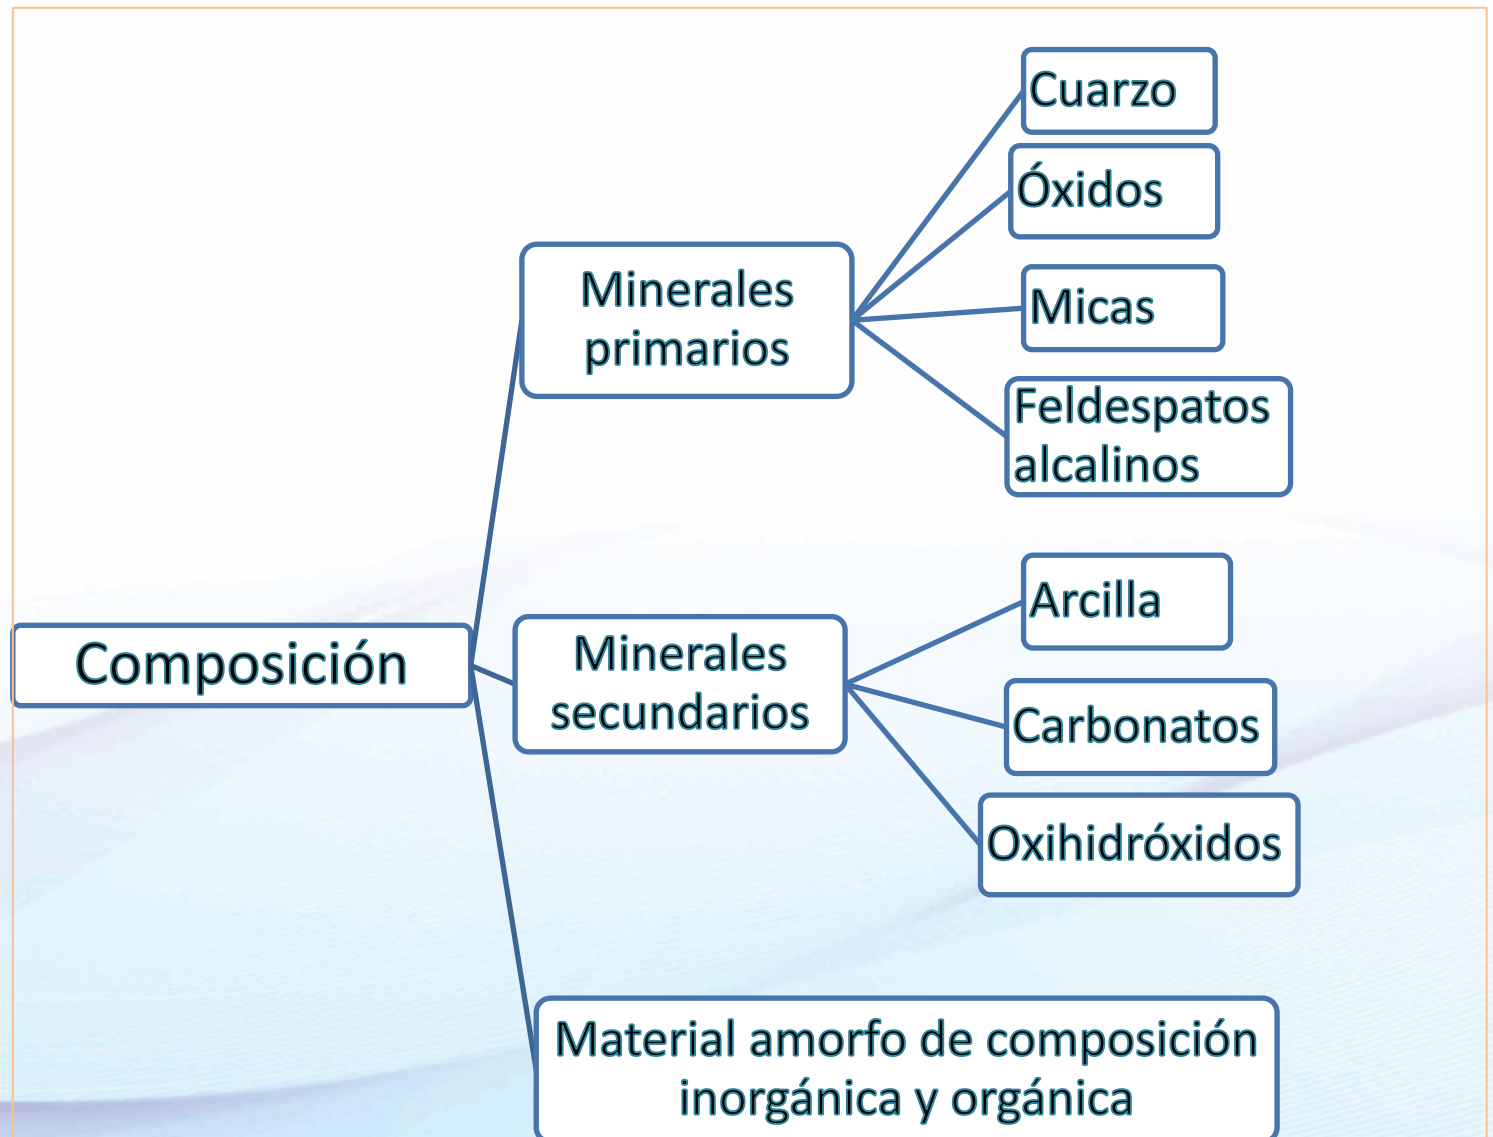 Composición
Minerales
primarios
Cuarzo
Óxidos
Micas
Feldespatos
alcalinos
Minerales
secundarios
Arcilla
Carbonatos
Oxihidróxidos
Material amorfo de composición
inorgánica y orgánica